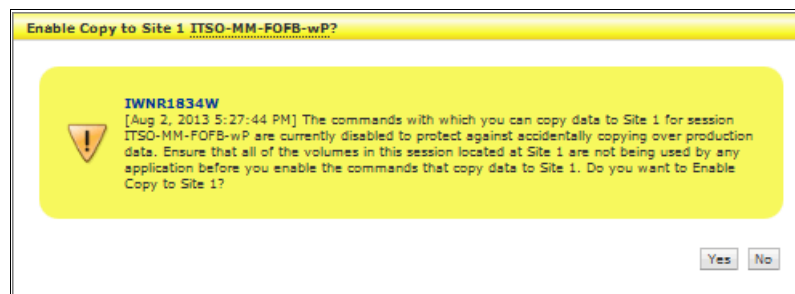 Enable Copy to Site 1 ITSO-MM-FOFB-wP?
IWNR1834W
[Aug 2, 2013 5:27:44 PM] The commands with which you can copy data to Site 1 for session
ITSO-MM-FOFB-wP are currently disabled to protect against accidentally copying over production
data. Ensure that all of the volumes in this session located at Site 1 are not being used by any
application before you enable the commands that copy data to Site 1. Do you want to Enable
Copy to Site 1?
Yes No